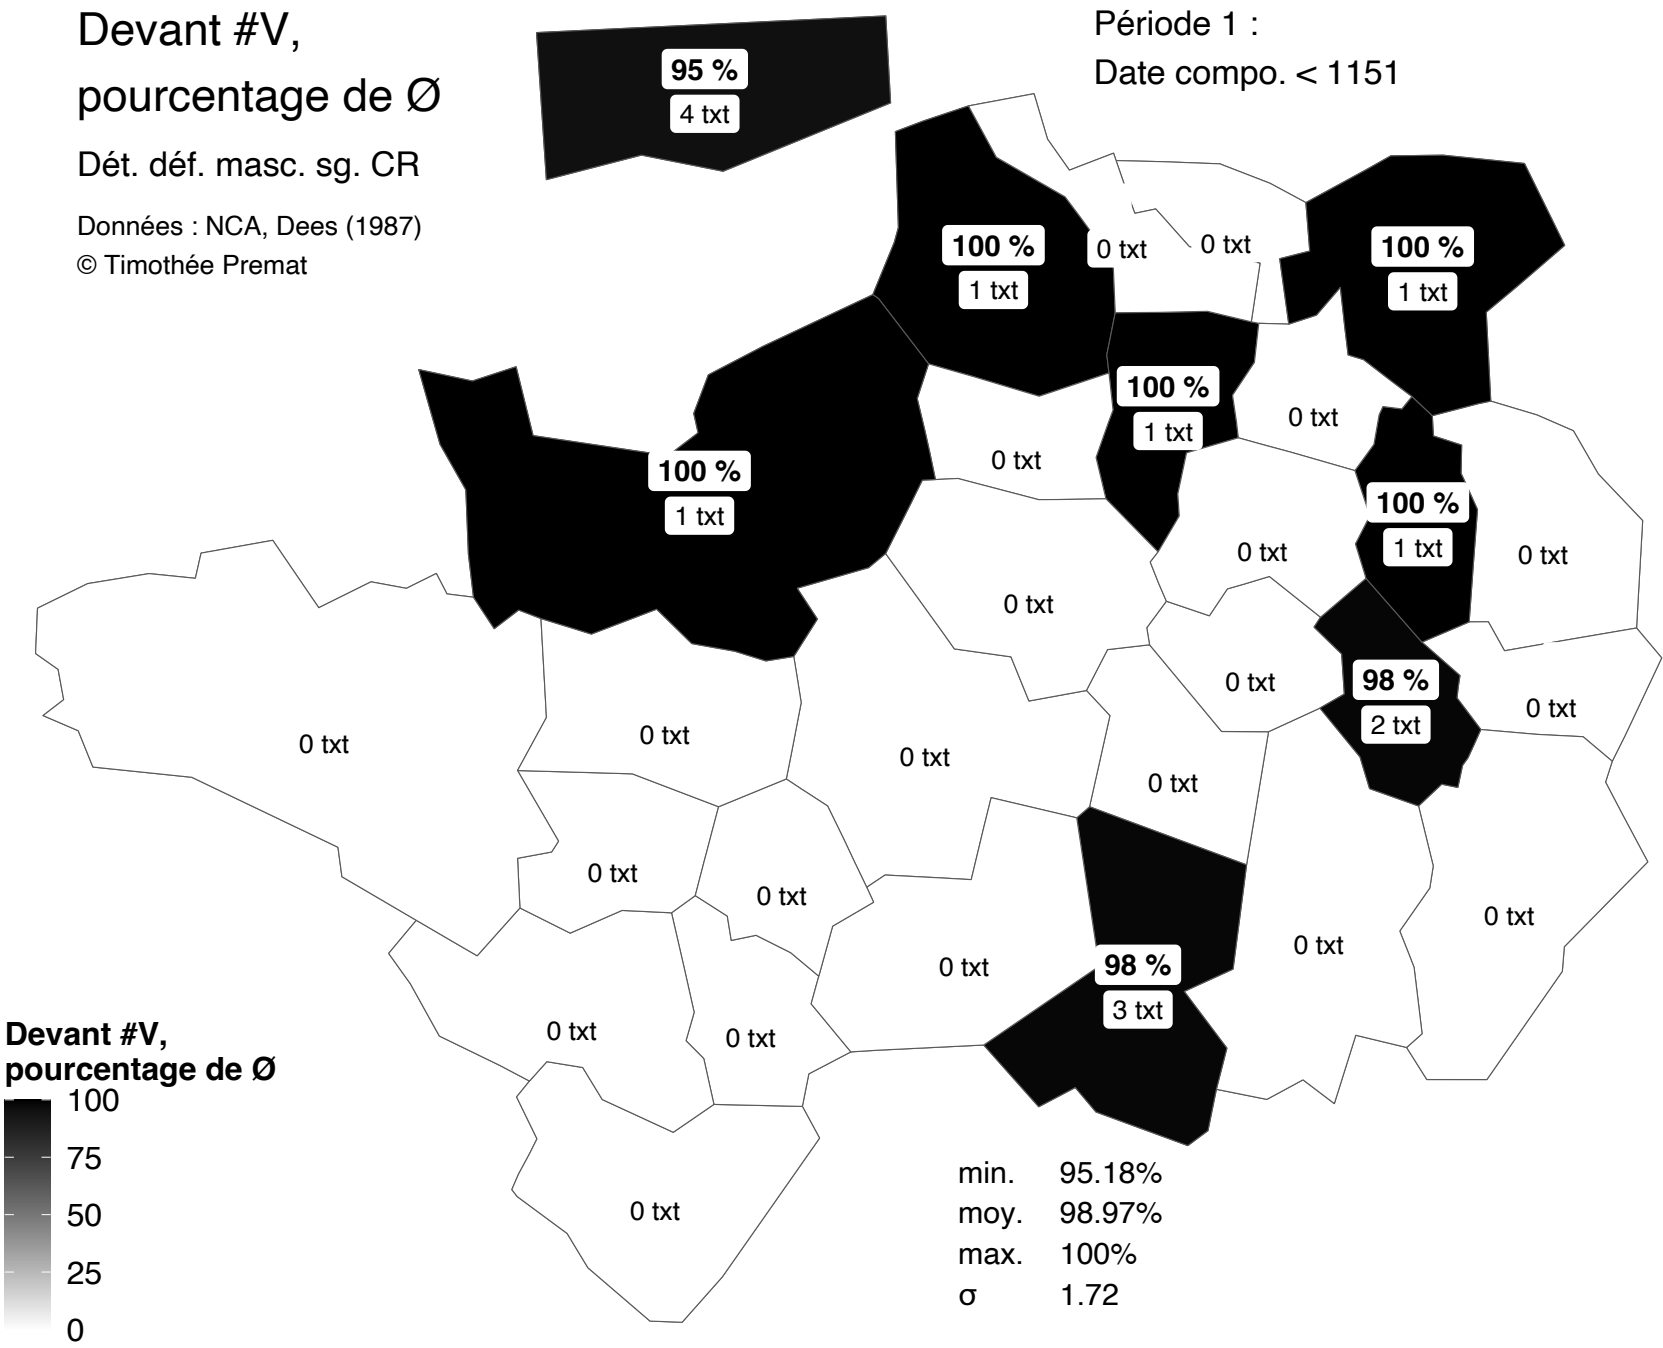 Devant #V,
pourcentage de Ø
Dét. déf. masc. sg. CR
Données : NCA, Dees (1987)
© Timothée Premat
Période 1 :
Date compo. < 1151
95 %
4 txt
100 %
1 txt
0 txt
0 txt
100 %
1 txt
100 %
1 txt
0 txt
0 txt
100 %
1 txt
100 %
1 txt
0 txt
0 txt
0 txt
0 txt
98 %
2 txt
0 txt
0 txt
0 txt
0 txt
0 txt
0 txt
0 txt
0 txt
0 txt
0 txt
0 txt
98 %
3 txt
0 txt
0 txt
0 txt
Devant #V,
pourcentage de Ø
100
75
50
25
0
min. 95.18%
moy. 98.97%
max. 100%
σ 1.72